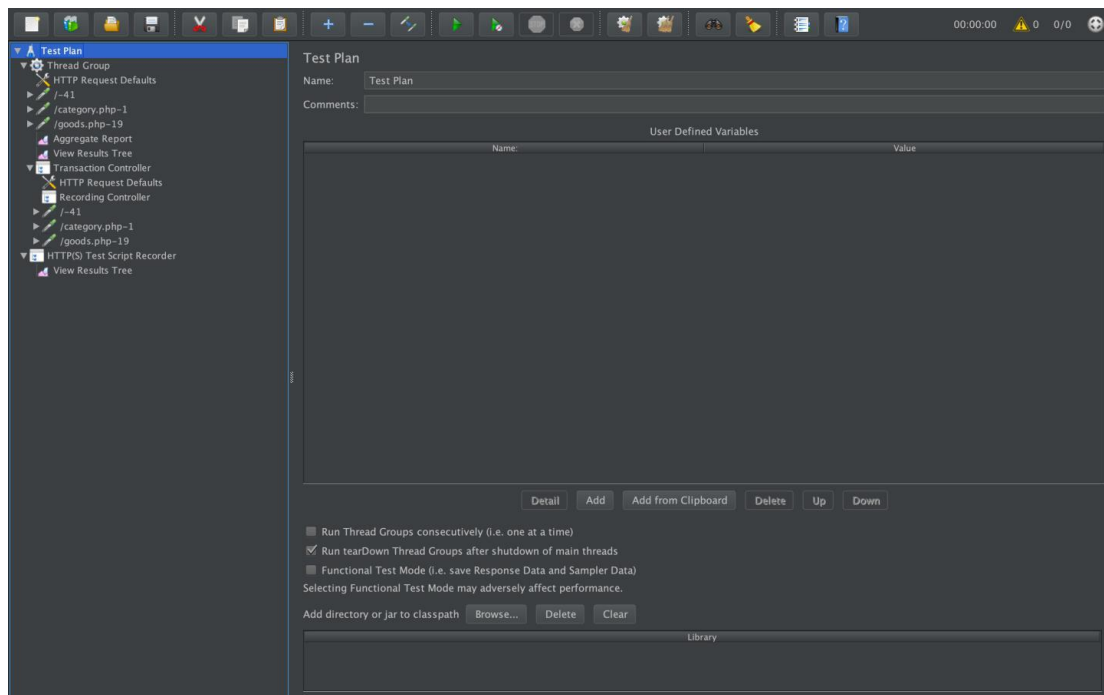 00:00:00 0 0/0
Test Plan
Thread Group
HTTP Request Defaults
/-41
/category.php-1
/goods.php-19
Aggregate Report
View Results Tree
Transaction Controller
HTTP Request Defaults
Recording Controller
/-41
/category.php-1
/goods.php-19
HTTP(S) Test Script Recorder
View Results Tree
Test Plan
Name: Test Plan
Comments:
User Defined Variables
Name: Value
Detail Add Add from Clipboard Delete Up Down
Run Thread Groups consecutively (i.e. one at a time)
Run tearDown Thread Groups after shutdown of main threads
Functional Test Mode (i.e. save Response Data and Sampler Data)
Selecting Functional Test Mode may adversely affect performance.
Add directory or jar to classpath Browse... Delete Clear
Library